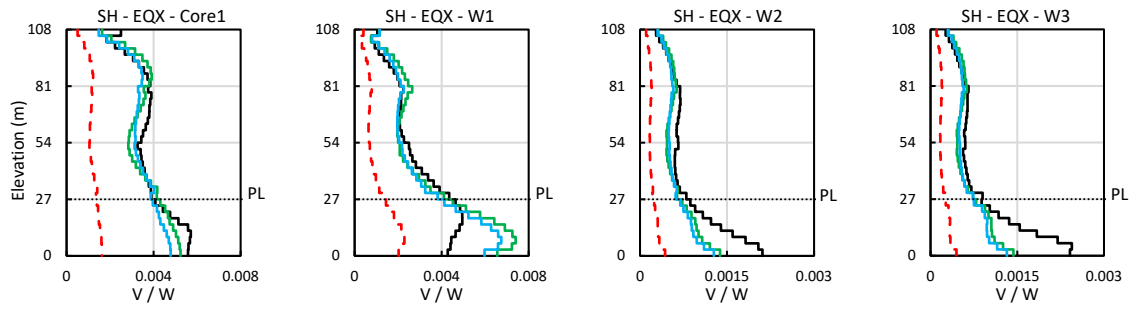 SH - EQX - Core1
SH - EQX - W1
SH - EQX - W2
SH - EQX - W3
Elevation (m)
108
81
54
27
0
PL
0
0.004
0.008
V / W
108
81
54
27
0
PL
0
0.004
0.008
V / W
108
81
54
27
0
PL
0
0.0015
0.003
V / W
108
81
54
27
0
PL
0
0.0015
0.003
V / W